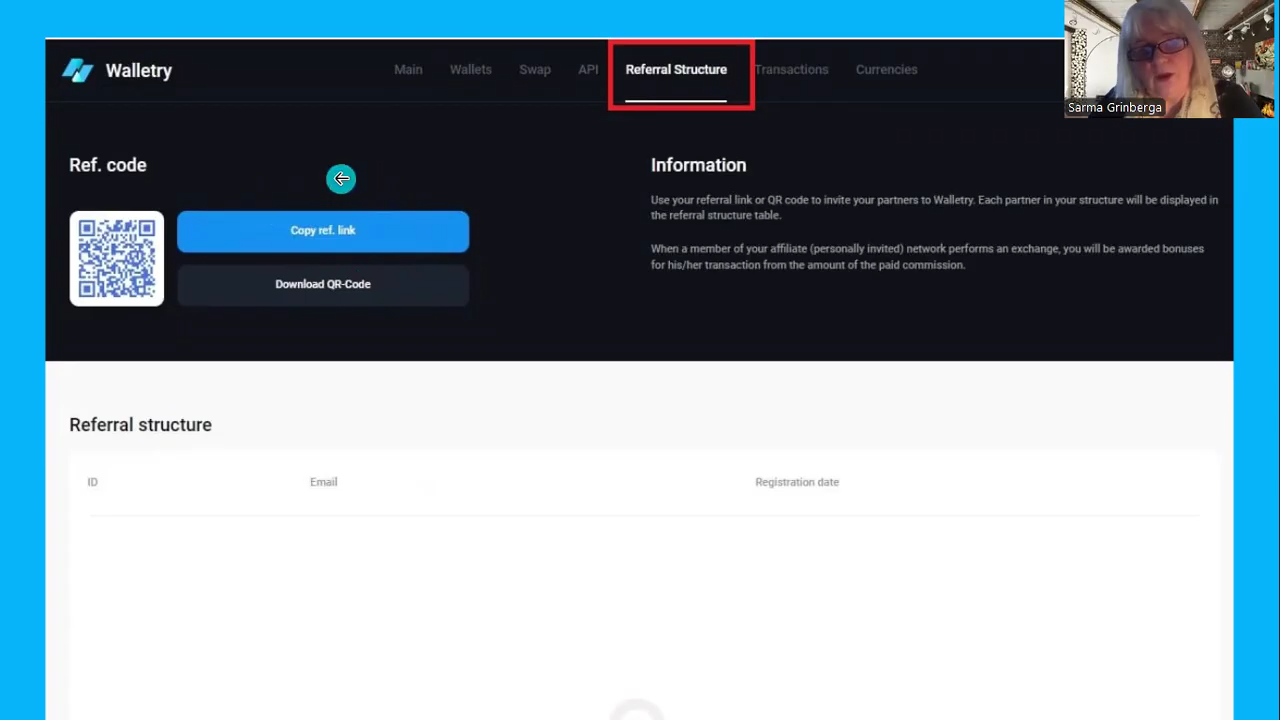 Walletry
Main
Wallets
Swap
API
Referral Structure
Transactions
Currencies
Sarma Grinberga
Ref. code
Copy ref. link
Download QR-Code
Information
Use your referral link or QR code to invite your partners to Walletry. Each partner in your structure will be displayed in
the referral structure table.
When a member of your affiliate (personally invited) network performs an exchange, you will be awarded bonuses
for his/her transaction from the amount of the paid commission.
Referral structure
ID
Email
Registration date